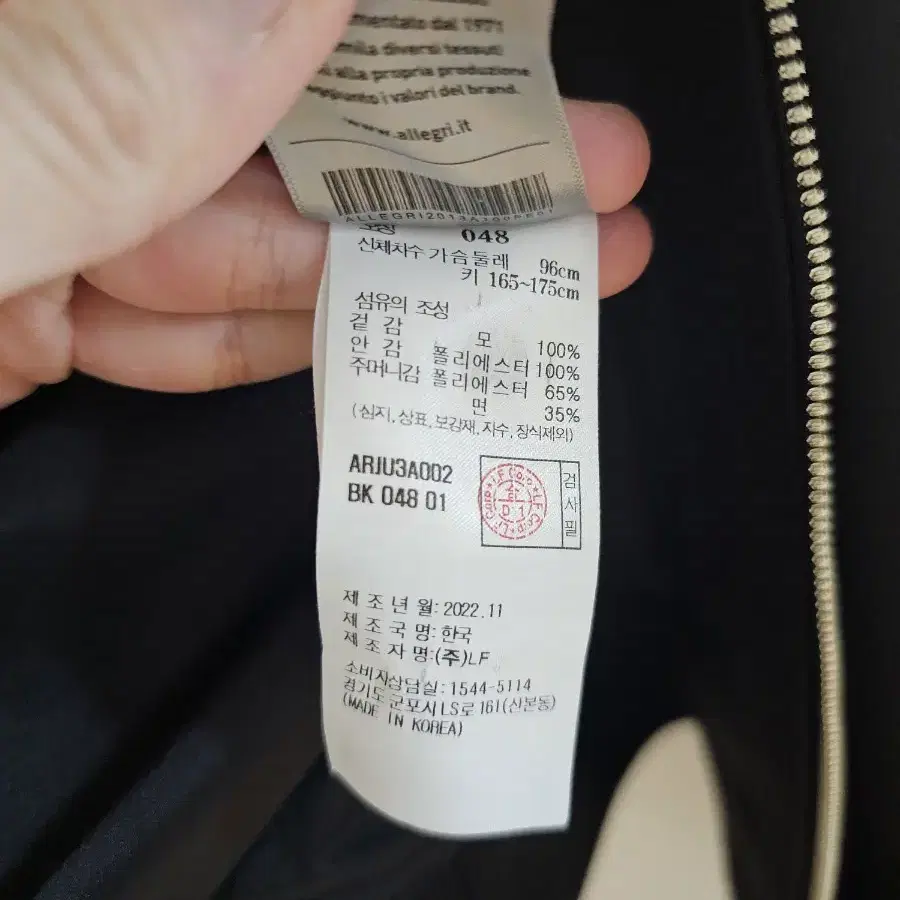 mentato dal 1971
diversi tessuti
alla propria produzione
i valori del brand.
www.allegri.it
048
신체치수 가슴둘레 96cm
키 165~175cm
섬유의 조성
겉 감 모 100%
안 감 폴리에스터 100%
주머니감 폴리에스터 65%
면 35%
(심지, 상표, 보강재, 자수, 장식제외)
ARJU3A002
BK 048 01
검사필
LF Corp
D 1
제 조 년 월: 2022.11
제 조 국 명: 한국
제 조 자 명:(주)LF
소비자상담실: 1544-5114
경기도 군포시 LS로 161(산본동)
(MADE IN KOREA)